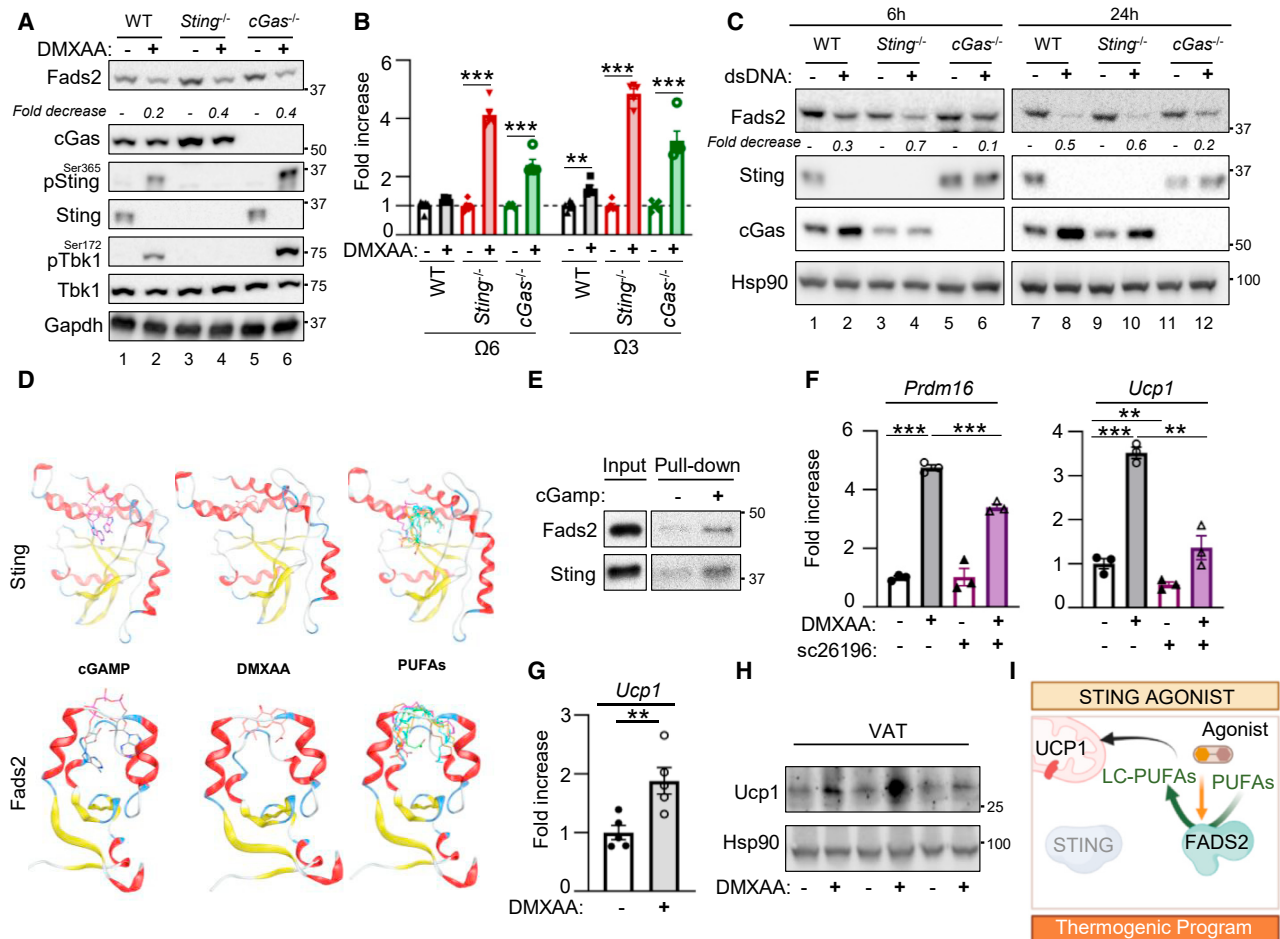 A
WT Sting-/- cGas-/-
DMXAA: - + - + - +
Fads2
37
Fold decrease - 0.2 - 0.4 - 0.4
cGas
50
Ser365
pSting
37
Sting
37
Ser172
pTbk1
75
Tbk1
75
Gapdh
37
1 2 3 4 5 6
B
Fold increase
6
4
2
1
0
*** *** ** *** ***
DMXAA: - + - + - + - + - + - +
WT Sting-/- cGas-/- WT Sting-/- cGas-/-
Ω6 Ω3
C
6h 24h
WT Sting-/- cGas-/- WT Sting-/- cGas-/-
dsDNA: - + - + - + - + - + - +
Fads2
37
Fold decrease - 0.3 - 0.7 - 0.1 - 0.5 - 0.6 - 0.2
Sting
37
cGas
50
Hsp90
100
1 2 3 4 5 6 7 8 9 10 11 12
D
Sting
cGAMP DMXAA PUFAs
Fads2
E
Input Pull-down
cGamp: - +
50
Fads2
Sting
37
F
Prdm16 Ucp1
Fold increase
6
4
2
0
*** ***
4
3
2
1
0
**
*** **
DMXAA: - + - + - + - +
sc26196: - - + + - - + +
G
Ucp1
**
Fold increase
3
2
1
0
DMXAA: - +
H
VAT
Ucp1
25
Hsp90
100
DMXAA: - + - + - +
I
STING AGONIST
UCP1
Agonist
LC-PUFAs PUFAs
STING
FADS2
Thermogenic Program